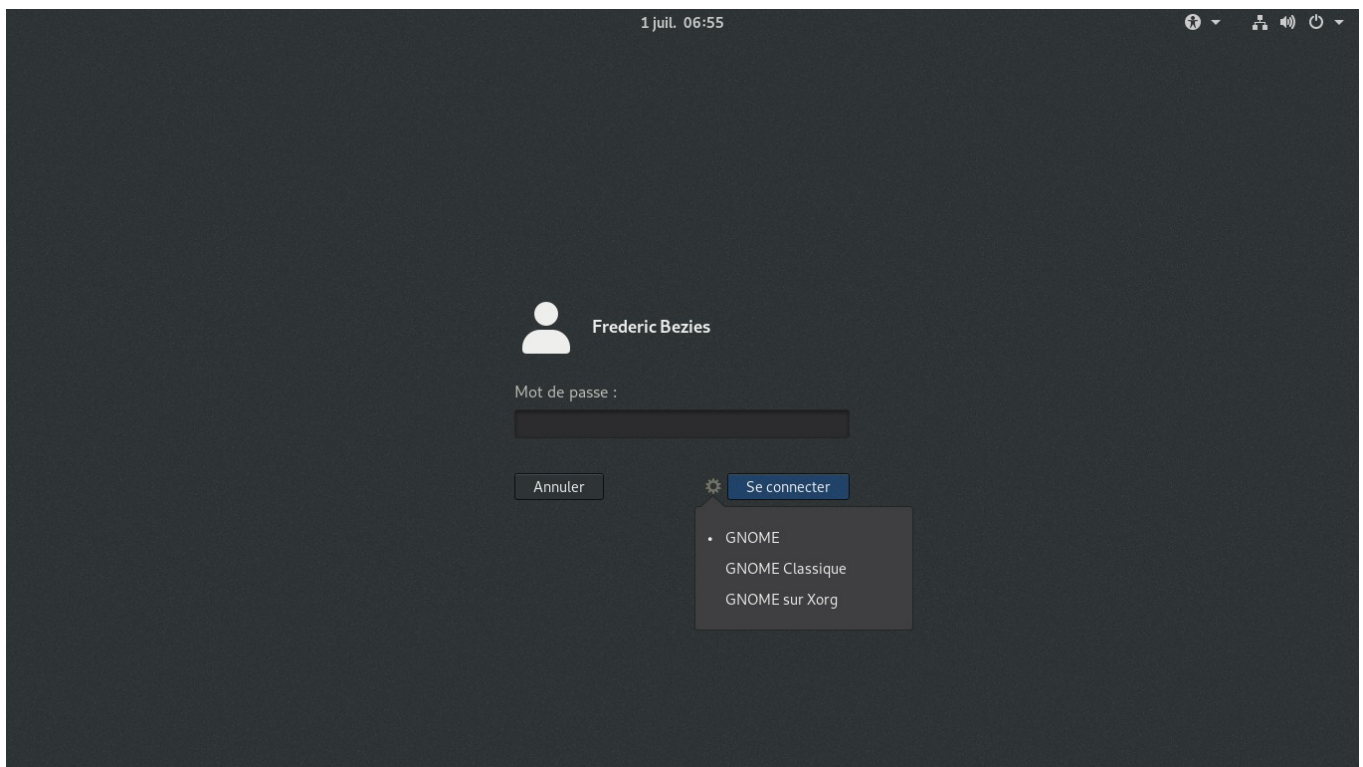 1 juil. 06:55
Frederic Bezies
Mot de passe :
Annuler
Se connecter
• GNOME
GNOME Classique
GNOME sur Xorg